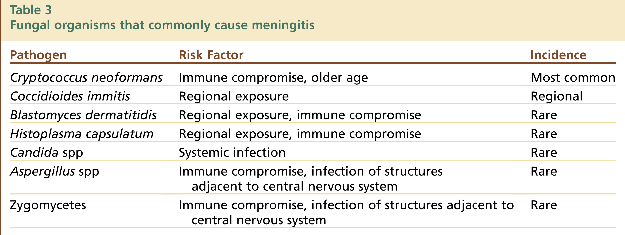 Table 3
Fungal organisms that commonly cause meningitis
Pathogen Risk Factor Incidence
Cryptococcus neoformans Immune compromise, older age Most common
Coccidioides immitis Regional exposure Regional
Blastomyces dermatitidis Regional exposure, immune compromise Rare
Histoplasma capsulatum Regional exposure, immune compromise Rare
Candida spp Systemic infection Rare
Aspergillus spp Immune compromise, infection of structures Rare
adjacent to central nervous system
Zygomycetes Immune compromise, infection of structures adjacent to Rare
central nervous system